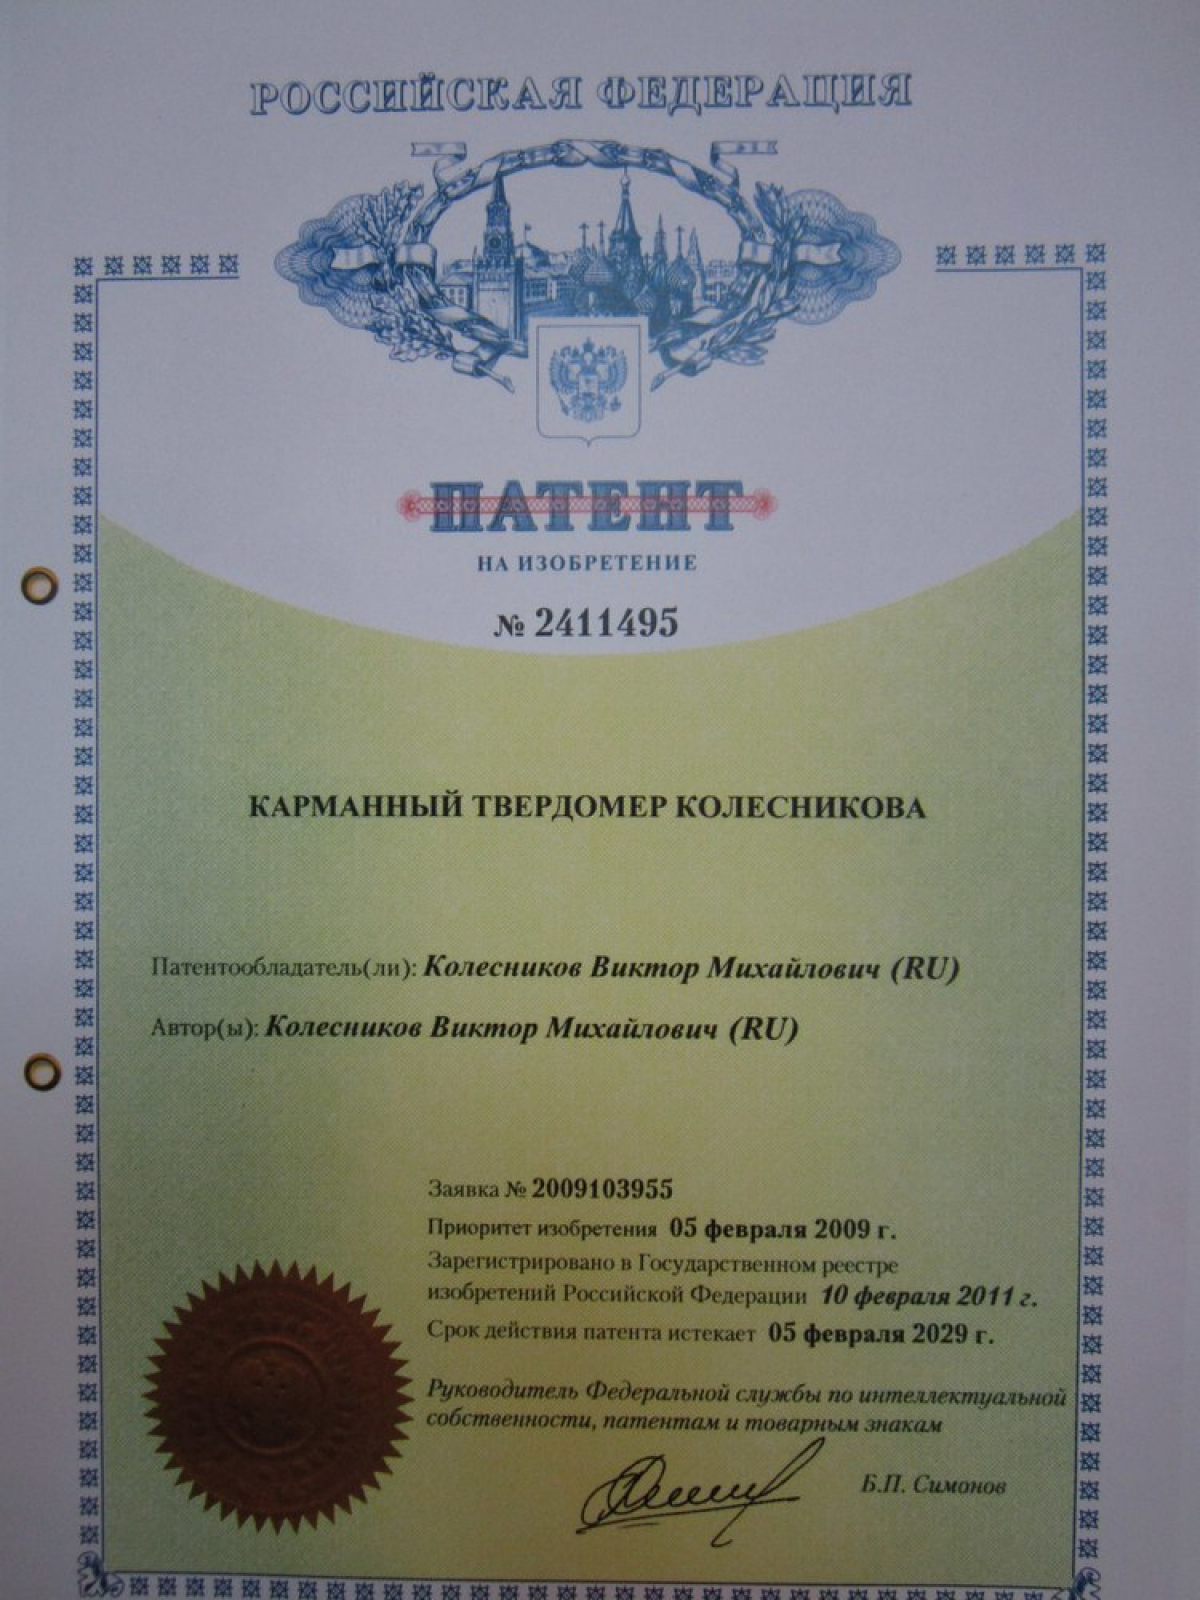 РОССИЙСКАЯ ФЕДЕРАЦИЯ
ПАТЕНТ
НА ИЗОБРЕТЕНИЕ
№ 2411495
КАРМАННЫЙ ТВЕРДОМЕР КОЛЕСНИКОВА
Патентообладатель(ли): Колесников Виктор Михайлович (RU)
Автор(ы): Колесников Виктор Михайлович (RU)
Заявка № 2009103955
Приоритет изобретения 05 февраля 2009 г.
Зарегистрировано в Государственном реестре
изобретений Российской Федерации 10 февраля 2011 г.
Срок действия патента истекает 05 февраля 2029 г.
Руководитель Федеральной службы по интеллектуальной
собственности, патентам и товарным знакам
Б.П. Симонов